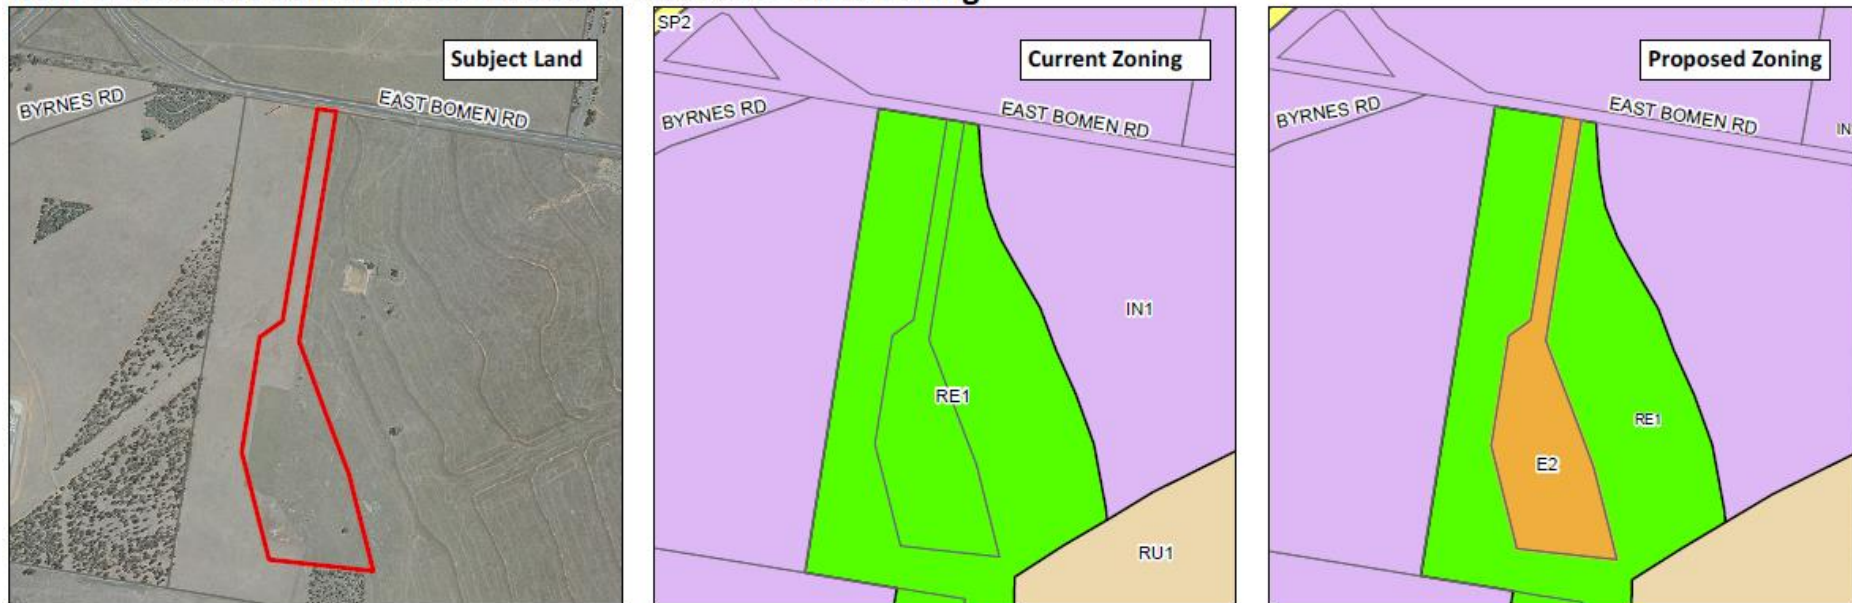 Subject Land
BYRNES RD
EAST BOMEN RD
SP2
Current Zoning
BYRNES RD
EAST BOMEN RD
IN1
RE1
RU1
Proposed Zoning
BYRNES RD
EAST BOMEN RD
IN
RE1
E2